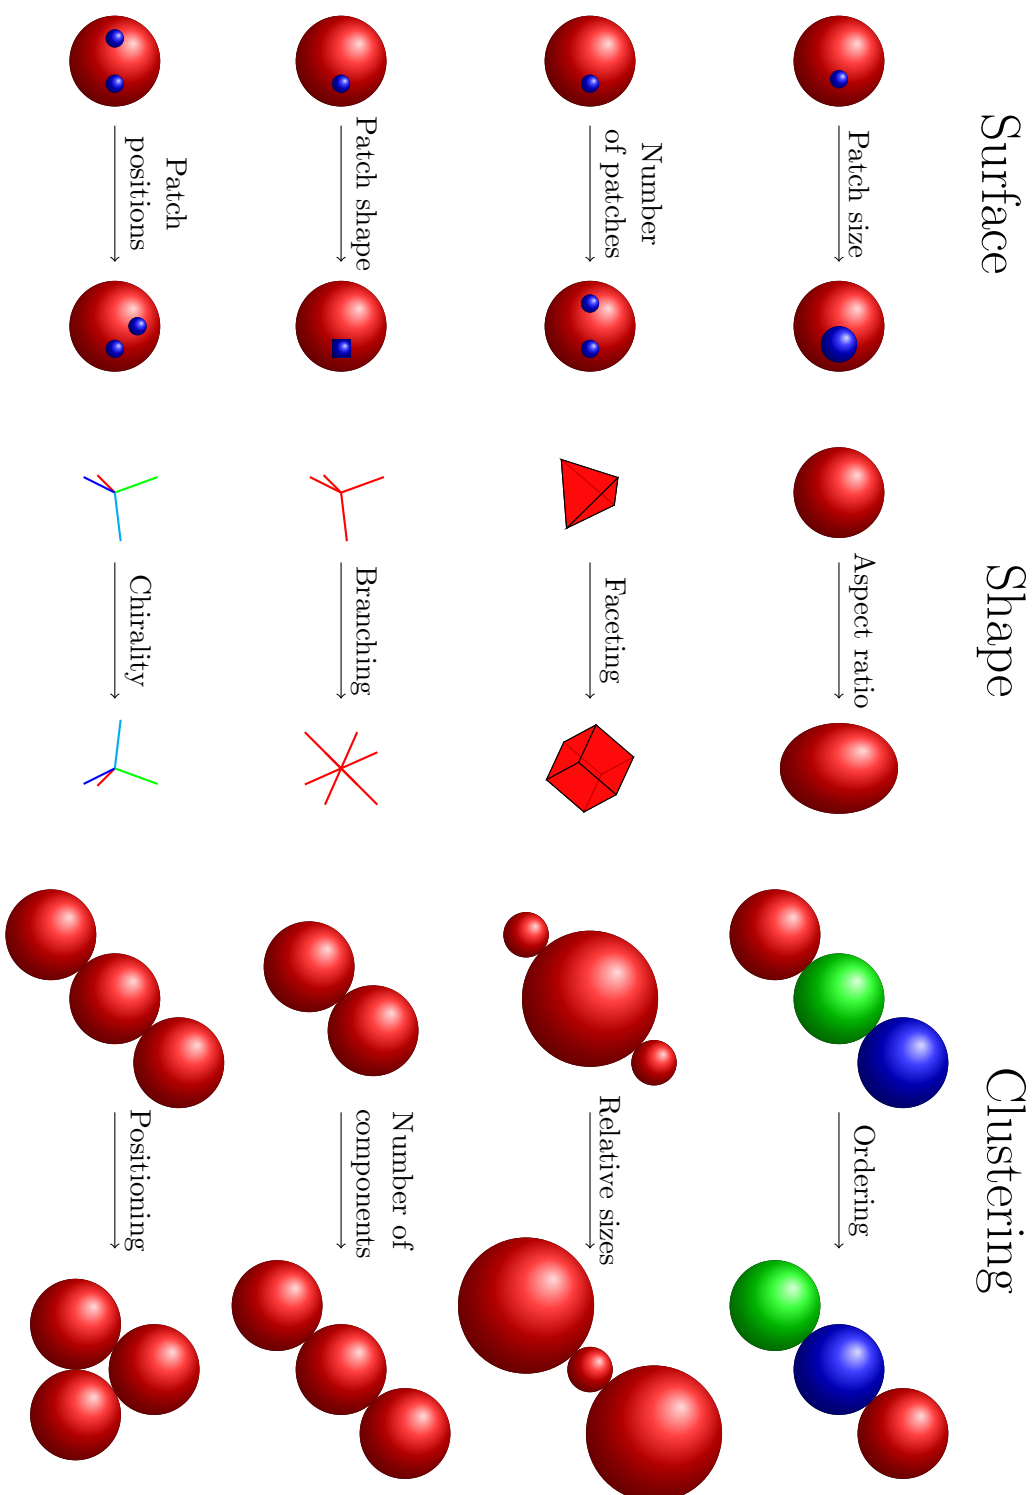 Surface
Patch size
Number
of patches
Patch shape
Patch
positions
Shape
Aspect ratio
Faceting
Branching
Chirality
Clustering
Ordering
Relative sizes
Number of
components
Positioning